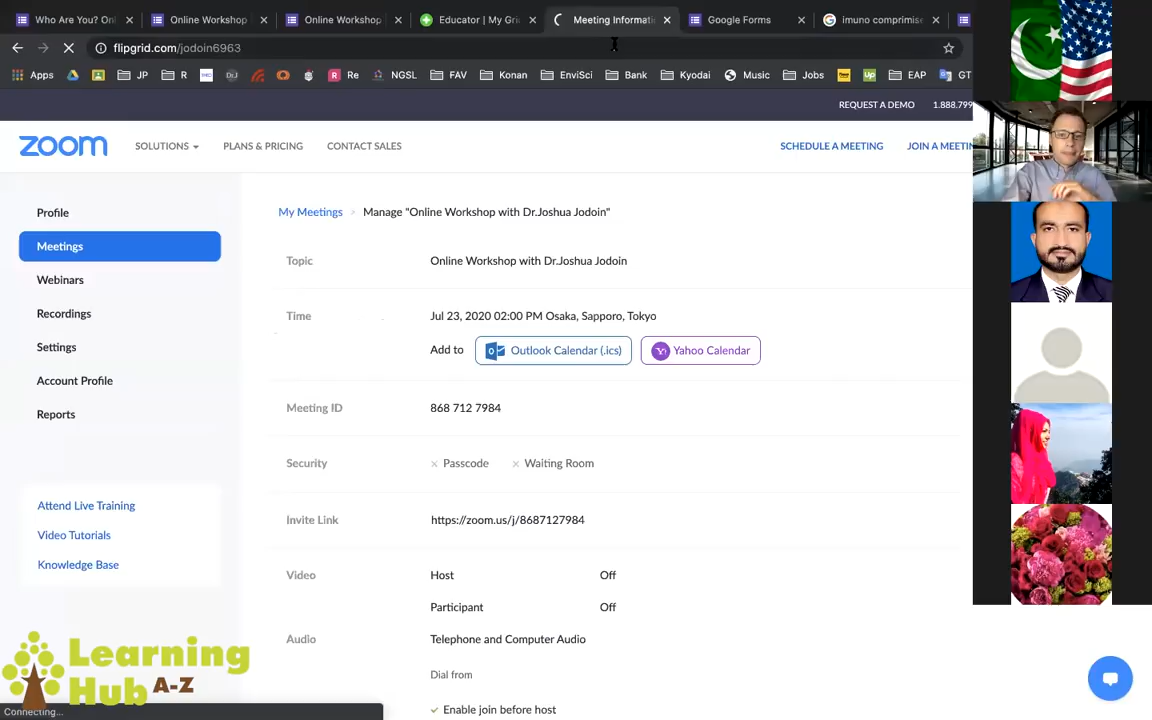 Who Are You? Onl
Online Workshop
Online Workshop
Educator | My Gri
Meeting Informati
Google Forms
imuno comprimise
flipgrid.com/jodoin6963
Apps
JP
R
Re
NGSL
FAV
Konan
EnviSci
Bank
Kyodai
Music
Jobs
Up
EAP
GT
REQUEST A DEMO
1.888.799
zoom
SOLUTIONS
PLANS & PRICING
CONTACT SALES
SCHEDULE A MEETING
JOIN A MEETIN
Profile
Meetings
Webinars
Recordings
Settings
Account Profile
Reports
Attend Live Training
Video Tutorials
Knowledge Base
My Meetings > Manage "Online Workshop with Dr.Joshua Jodoin"
Topic
Online Workshop with Dr.Joshua Jodoin
Time
Jul 23, 2020 02:00 PM Osaka, Sapporo, Tokyo
Add to
Outlook Calendar (.ics)
Yahoo Calendar
Meeting ID
868 712 7984
Security
Passcode
Waiting Room
Invite Link
https://zoom.us/j/8687127984
Video
Host
Off
Participant
Off
Audio
Telephone and Computer Audio
Dial from
Enable join before host
Learning
Hub A-Z
Connecting...